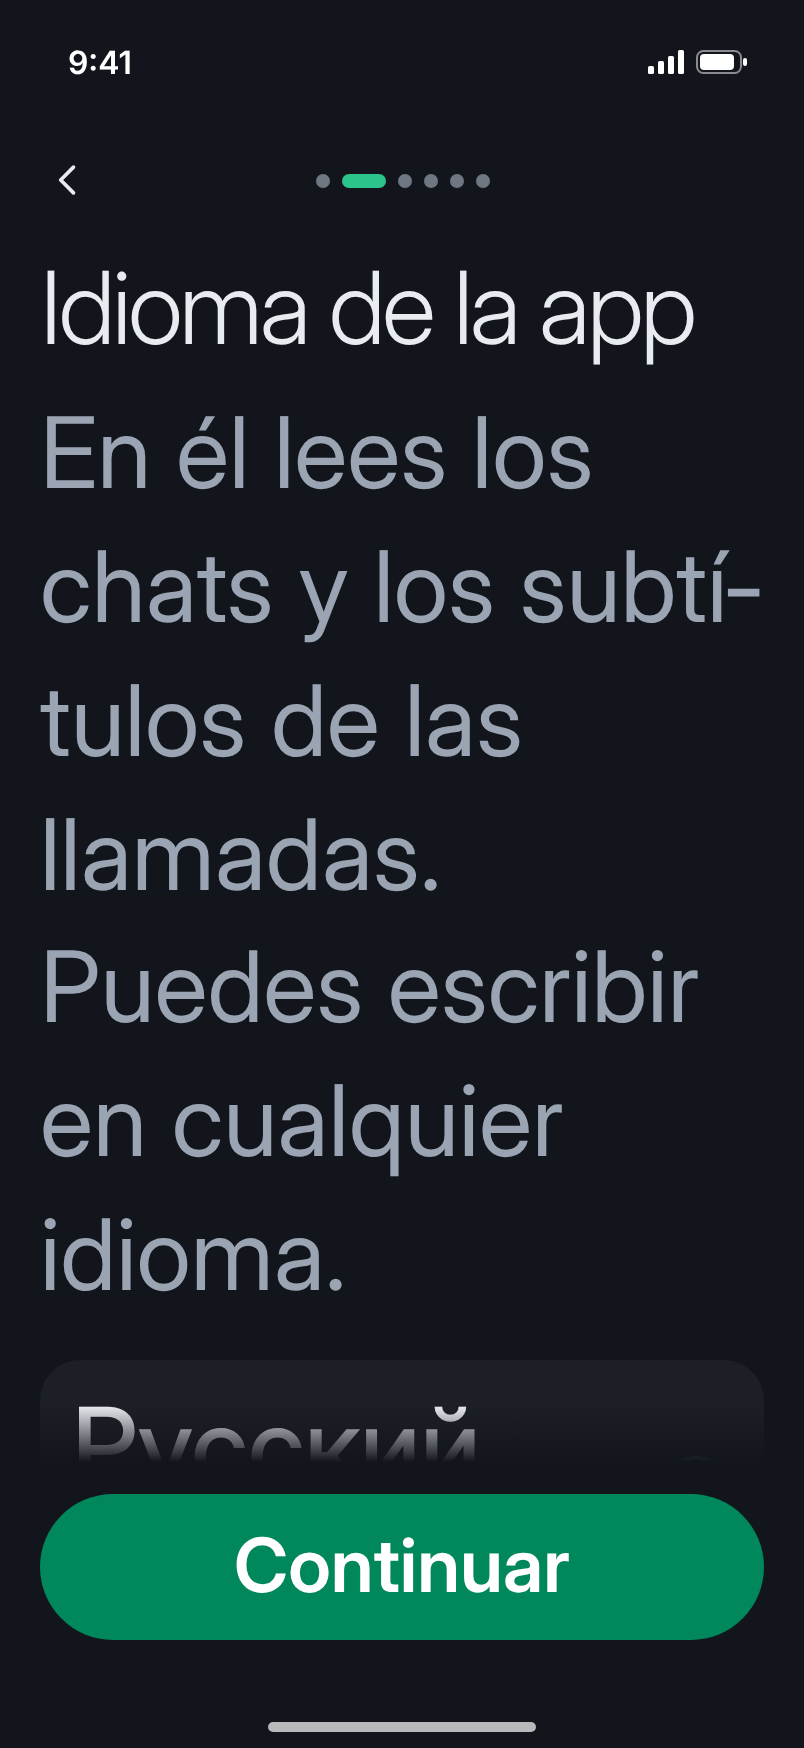 9:41
Idioma de la app
En él lees los
chats y los subtí-
tulos de las
llamadas.
Puedes escribir
en cualquier
idioma.
Русский
Continuar